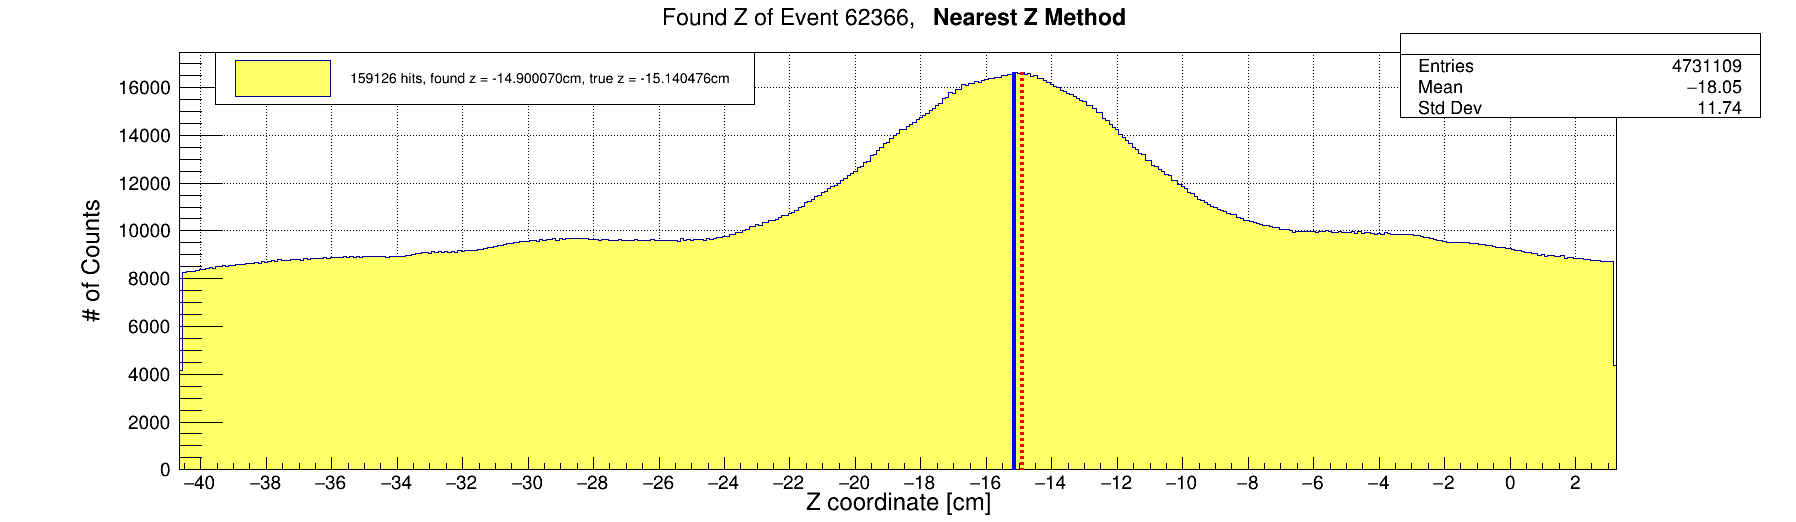 Found Z of Event 62366, Nearest Z Method
159126 hits, found z = -14.900070cm, true z = -15.140476cm
Entries 4731109
Mean −18.05
Std Dev 11.74
# of Counts
16000
14000
12000
10000
8000
6000
4000
2000
0
−40 −38 −36 −34 −32 −30 −28 −26 −24 −22 −20 −18 −16 −14 −12 −10 −8 −6 −4 −2 0 2
Z coordinate [cm]